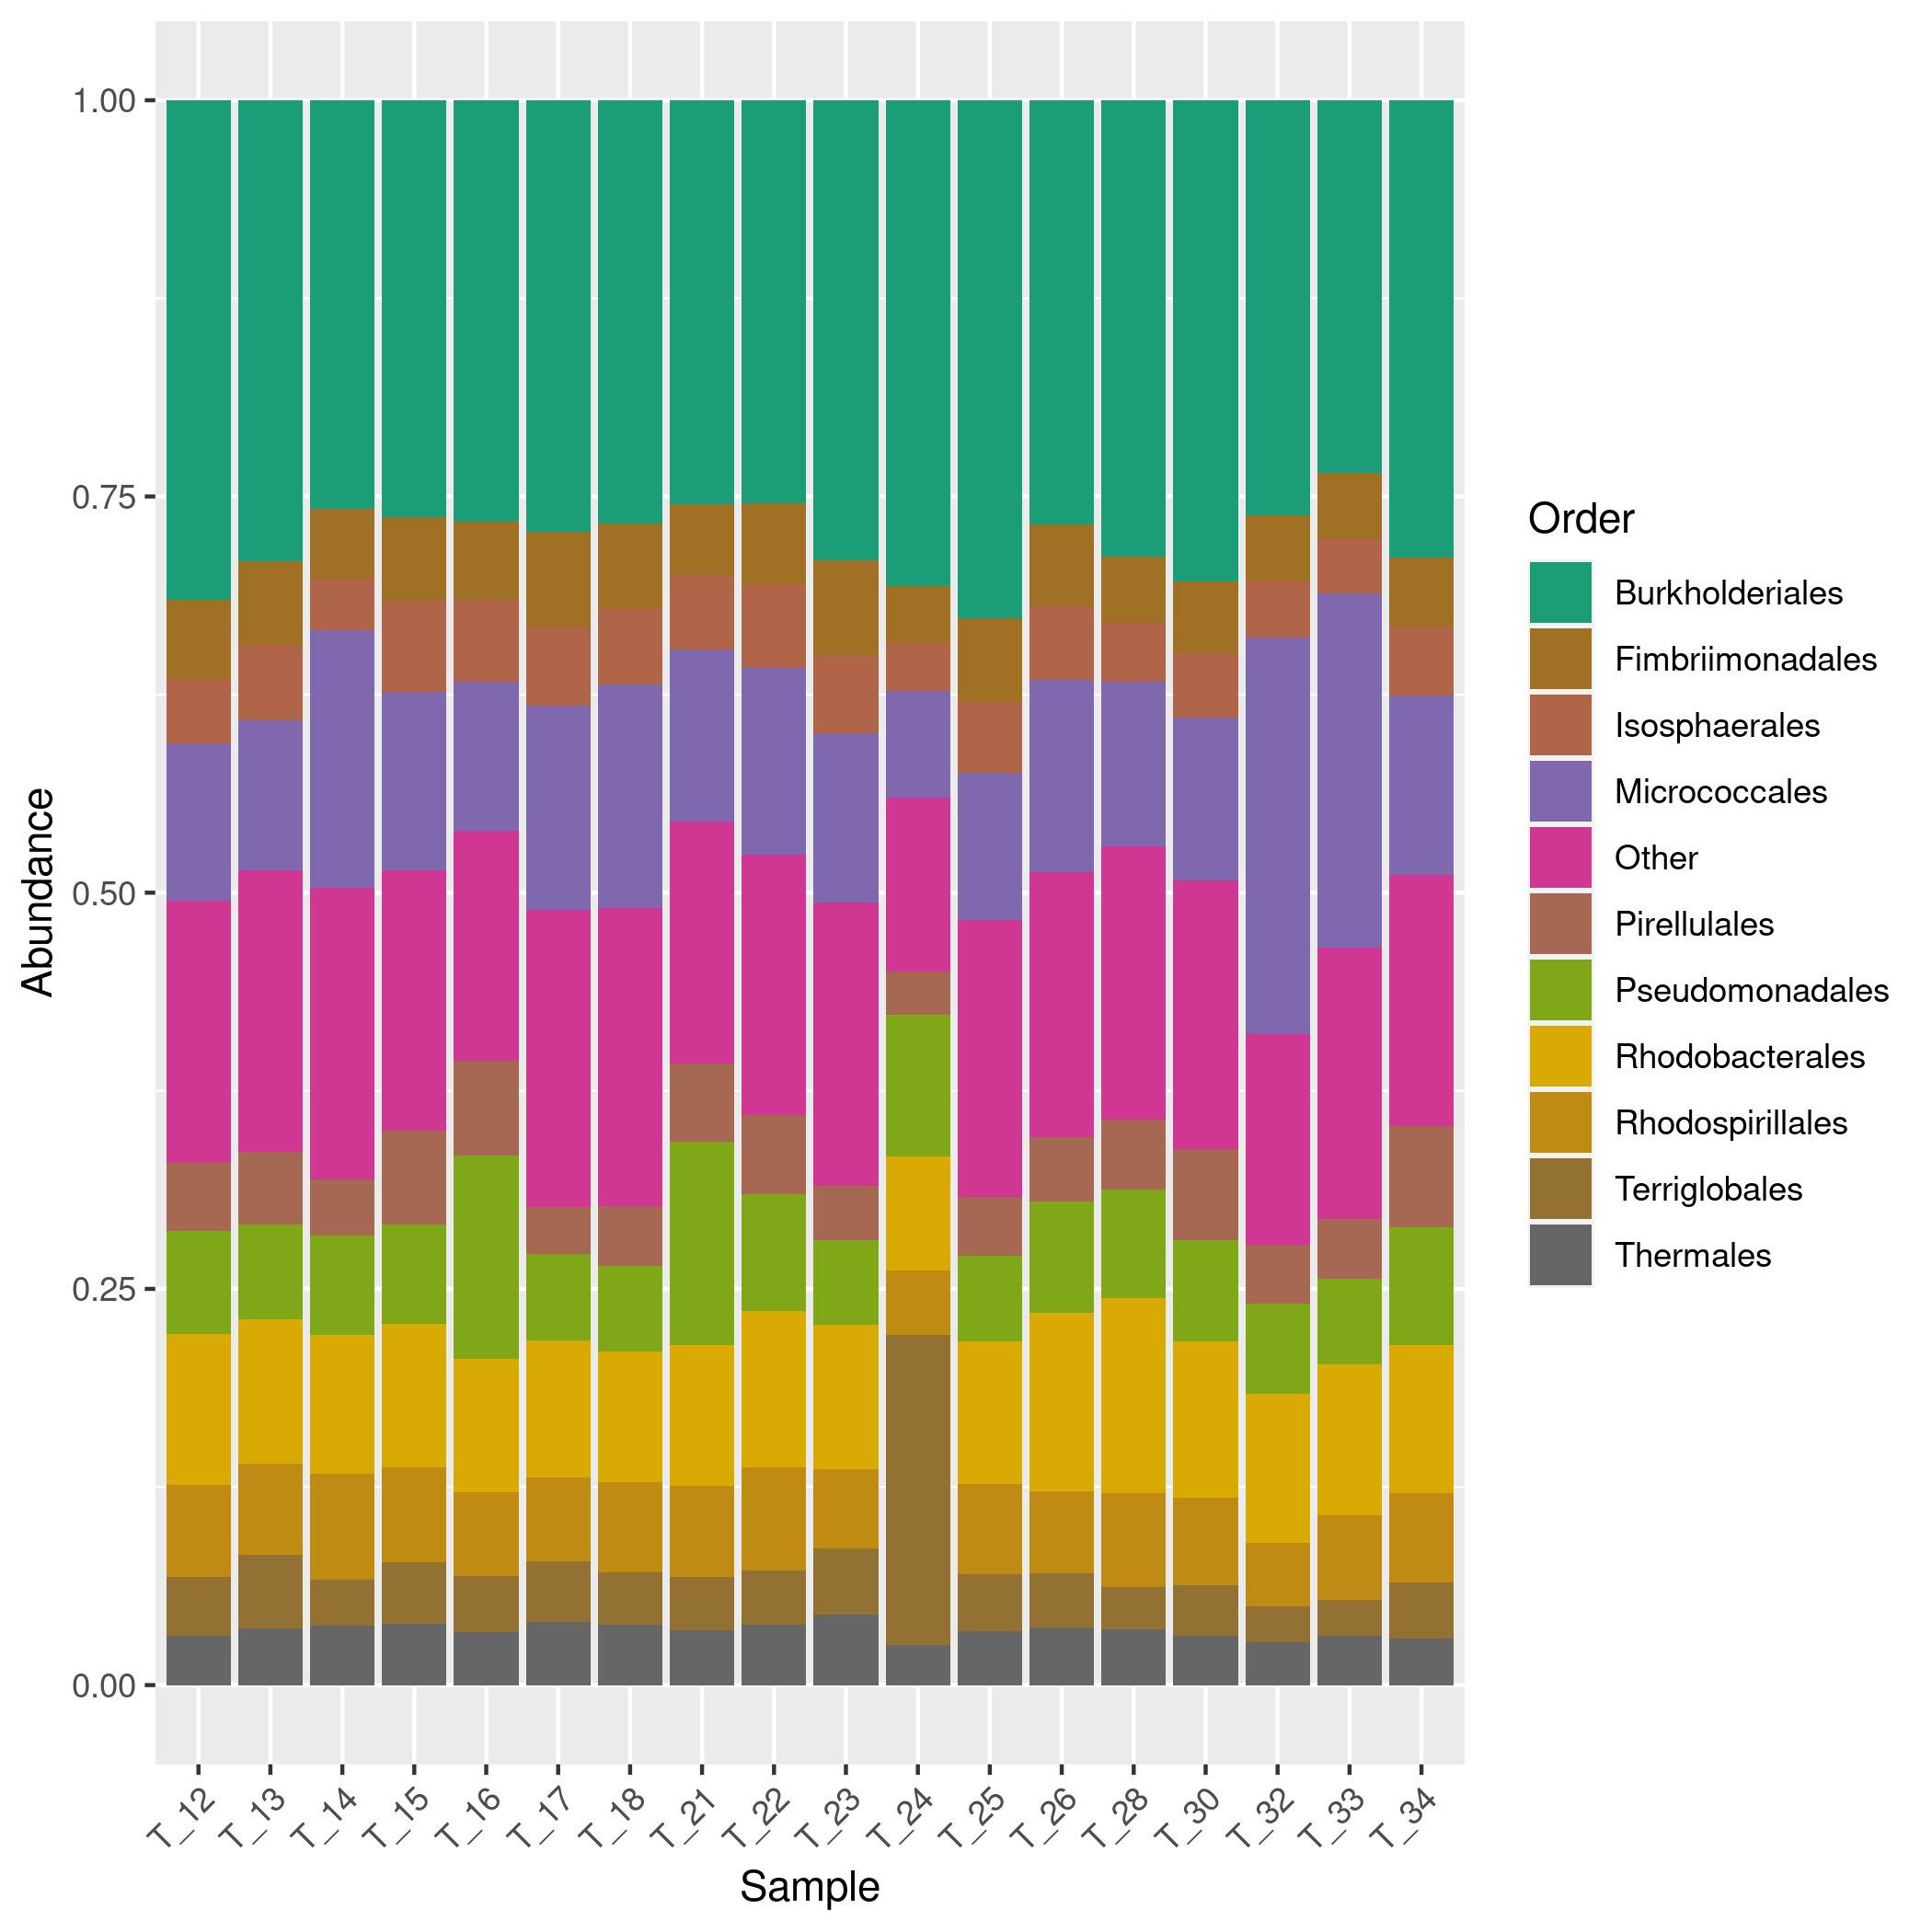 1.00
0.75
0.50
0.25
0.00
Abundance
T_12
T_13
T_14
T_15
T_16
T_17
T_18
T_21
T_22
T_23
T_24
T_25
T_26
T_28
T_30
T_32
T_33
T_34
Sample
Order
Burkholderiales
Fimbriimonadales
Isosphaerales
Micrococcales
Other
Pirellulales
Pseudomonadales
Rhodobacterales
Rhodospirillales
Terriglobales
Thermales